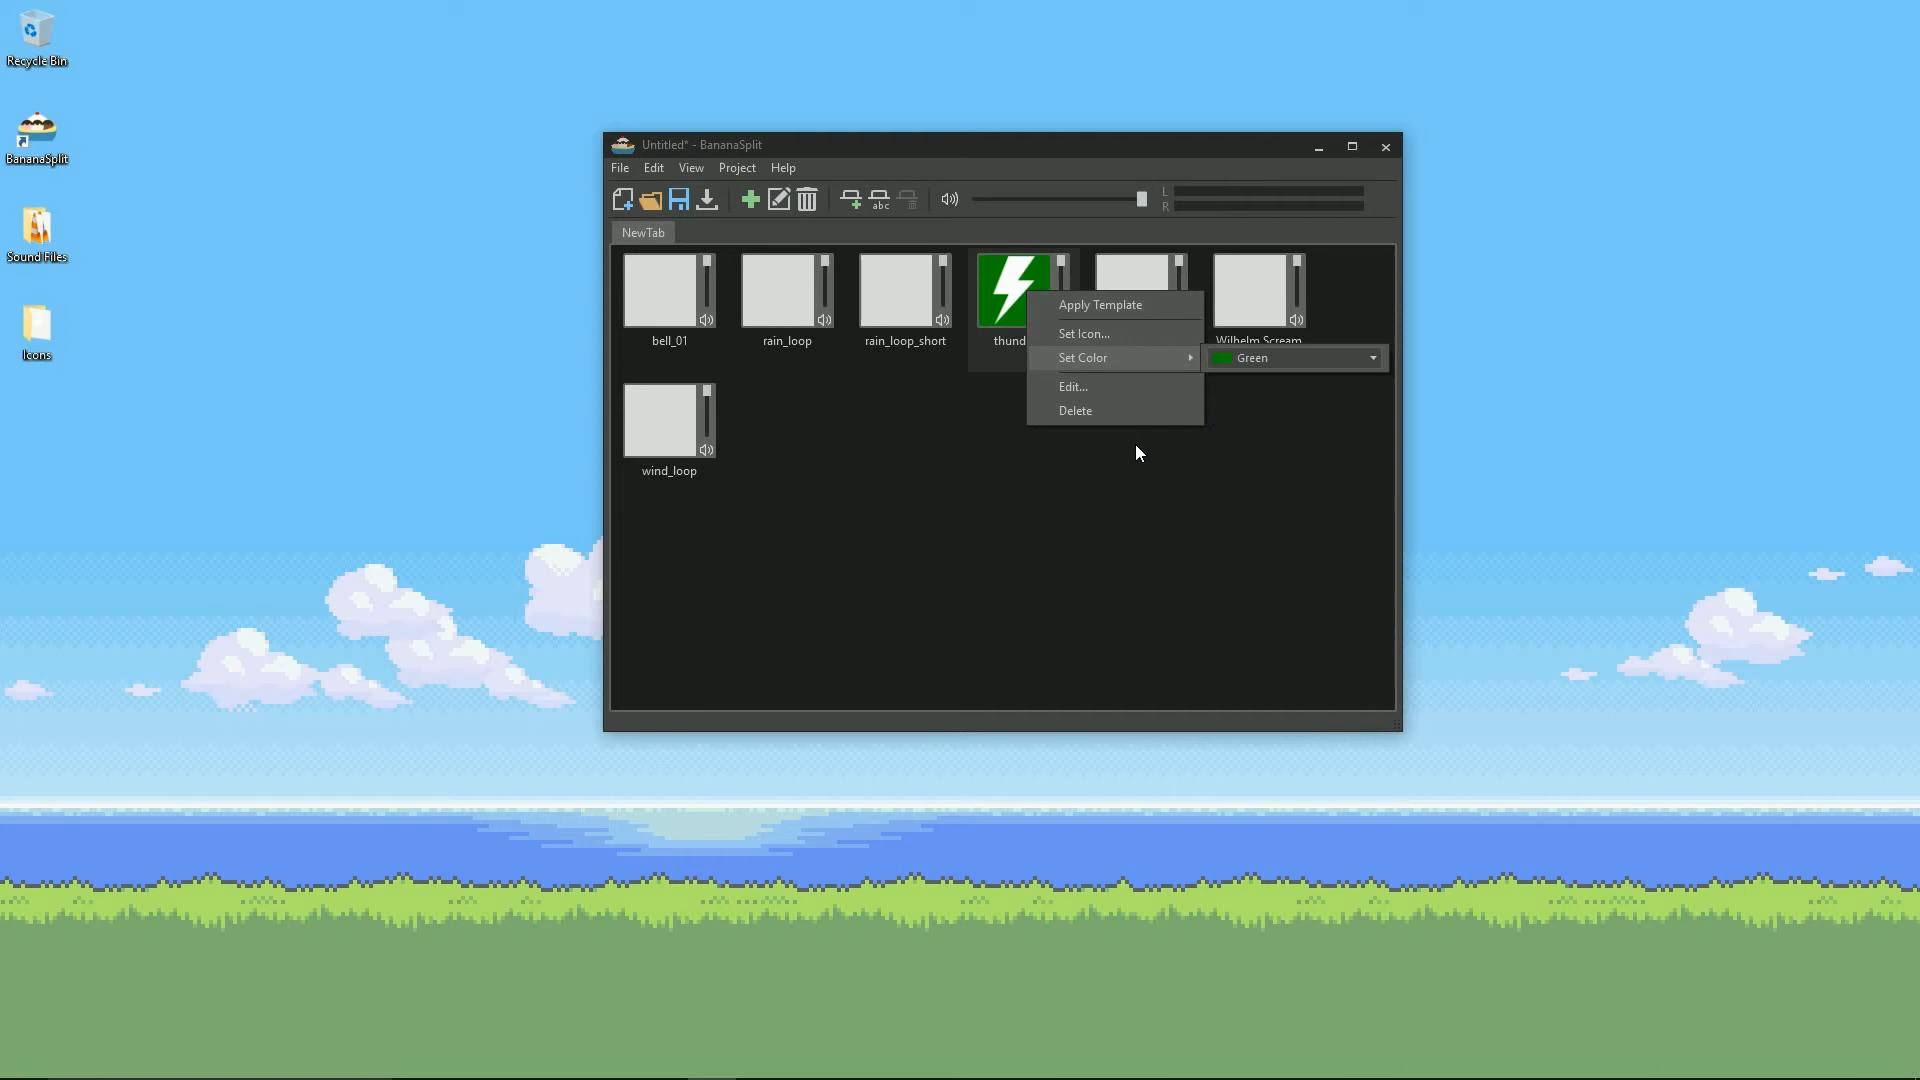 Recycle Bin
BananaSplit
Sound Files
Icons
Untitled* - BananaSplit
File Edit View Project Help
abc
L
R
NewTab
bell_01 rain_loop rain_loop_short thund Wilhelm Scream
Apply Template
Set Icon...
Set Color Green
Edit...
Delete
wind_loop